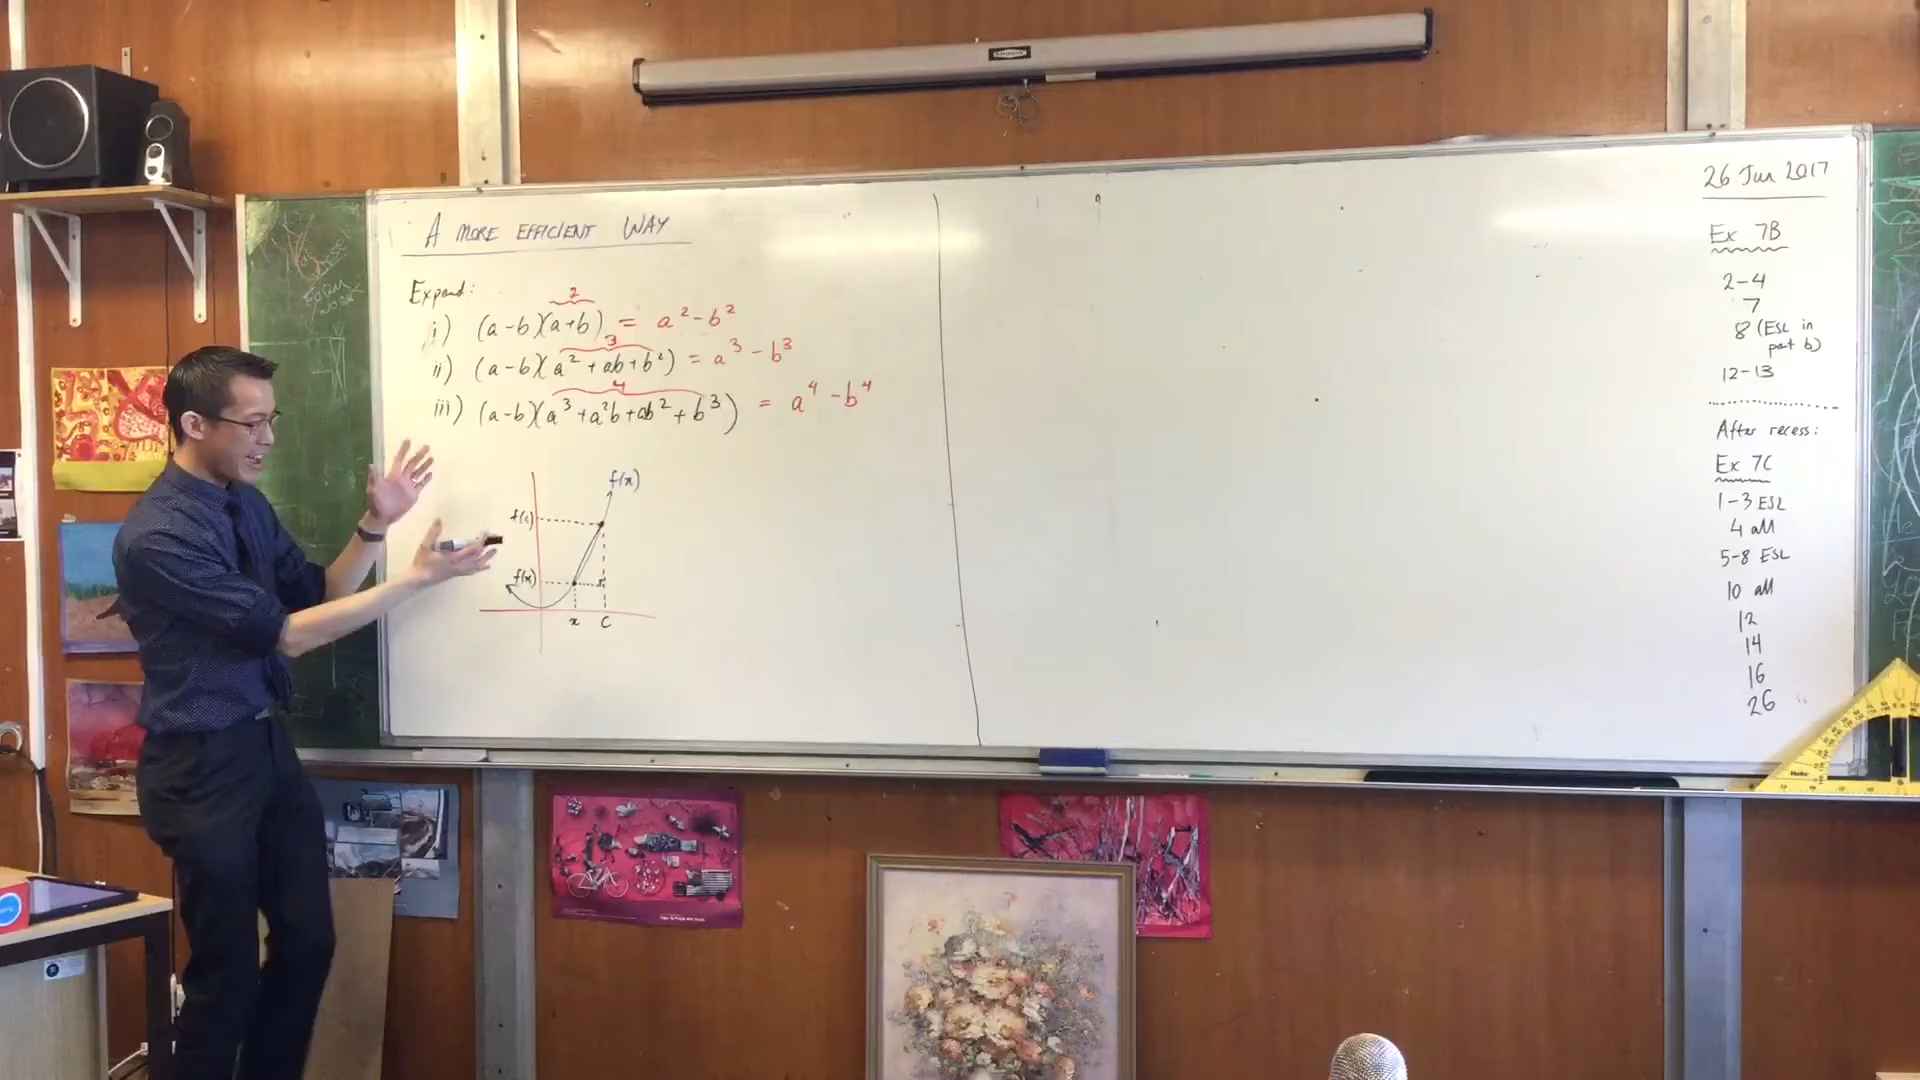 A MORE EFFICIENT WAY
Expand:
2
i) (a-b)(a+b) = a²-b²
3
ii) (a-b)(a²+ab+b²) = a³-b³
4
iii) (a-b)(a³+a²b+ab²+b³) = a⁴-b⁴
f(x)
f(c)
f(x)
x c
26 Jun 2017
Ex 7B
2-4
7
8 (ESL in
part b)
12-13
After recess:
Ex 7C
1-3 ESL
4 all
5-8 ESL
10 all
12
14
16
26